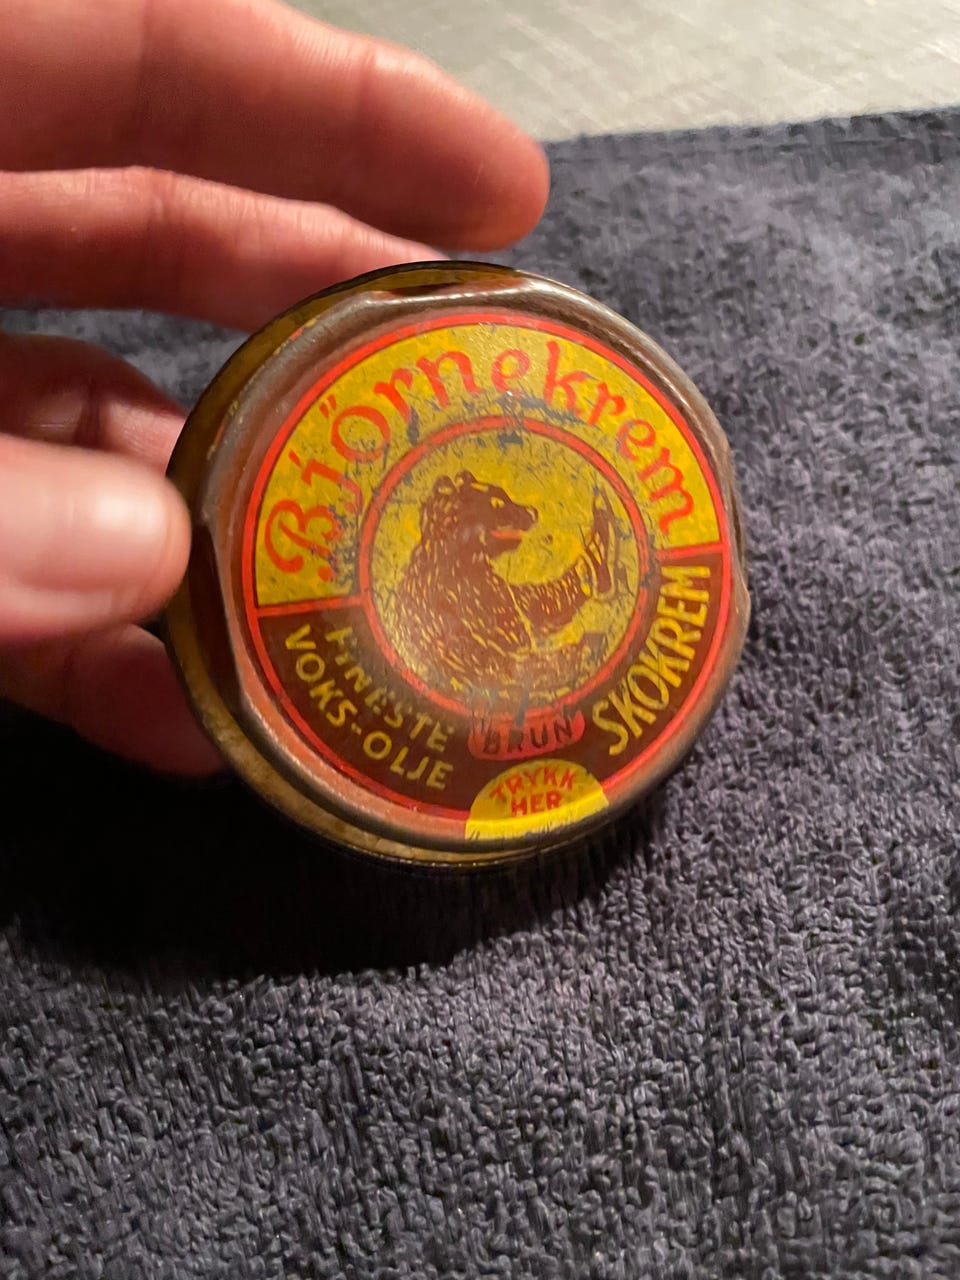 Björnekrem
FINESTE
VOKS-OLJE
SKOKREM
BRUN
TRYKK
HER